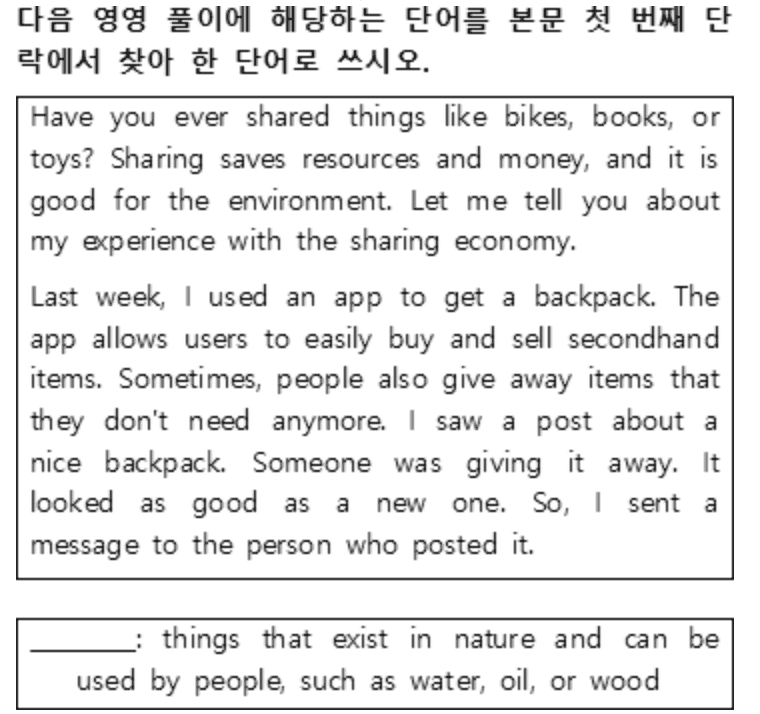 다음 영영 풀이에 해당하는 단어를 본문 첫 번째 단
락에서 찾아 한 단어로 쓰시오.
Have you ever shared things like bikes, books, or
toys? Sharing saves resources and money, and it is
good for the environment. Let me tell you about
my experience with the sharing economy.
Last week, I used an app to get a backpack. The
app allows users to easily buy and sell secondhand
items. Sometimes, people also give away items that
they don't need anymore. I saw a post about a
nice backpack. Someone was giving it away. It
looked as good as a new one. So, I sent a
message to the person who posted it.
________: things that exist in nature and can be
used by people, such as water, oil, or wood